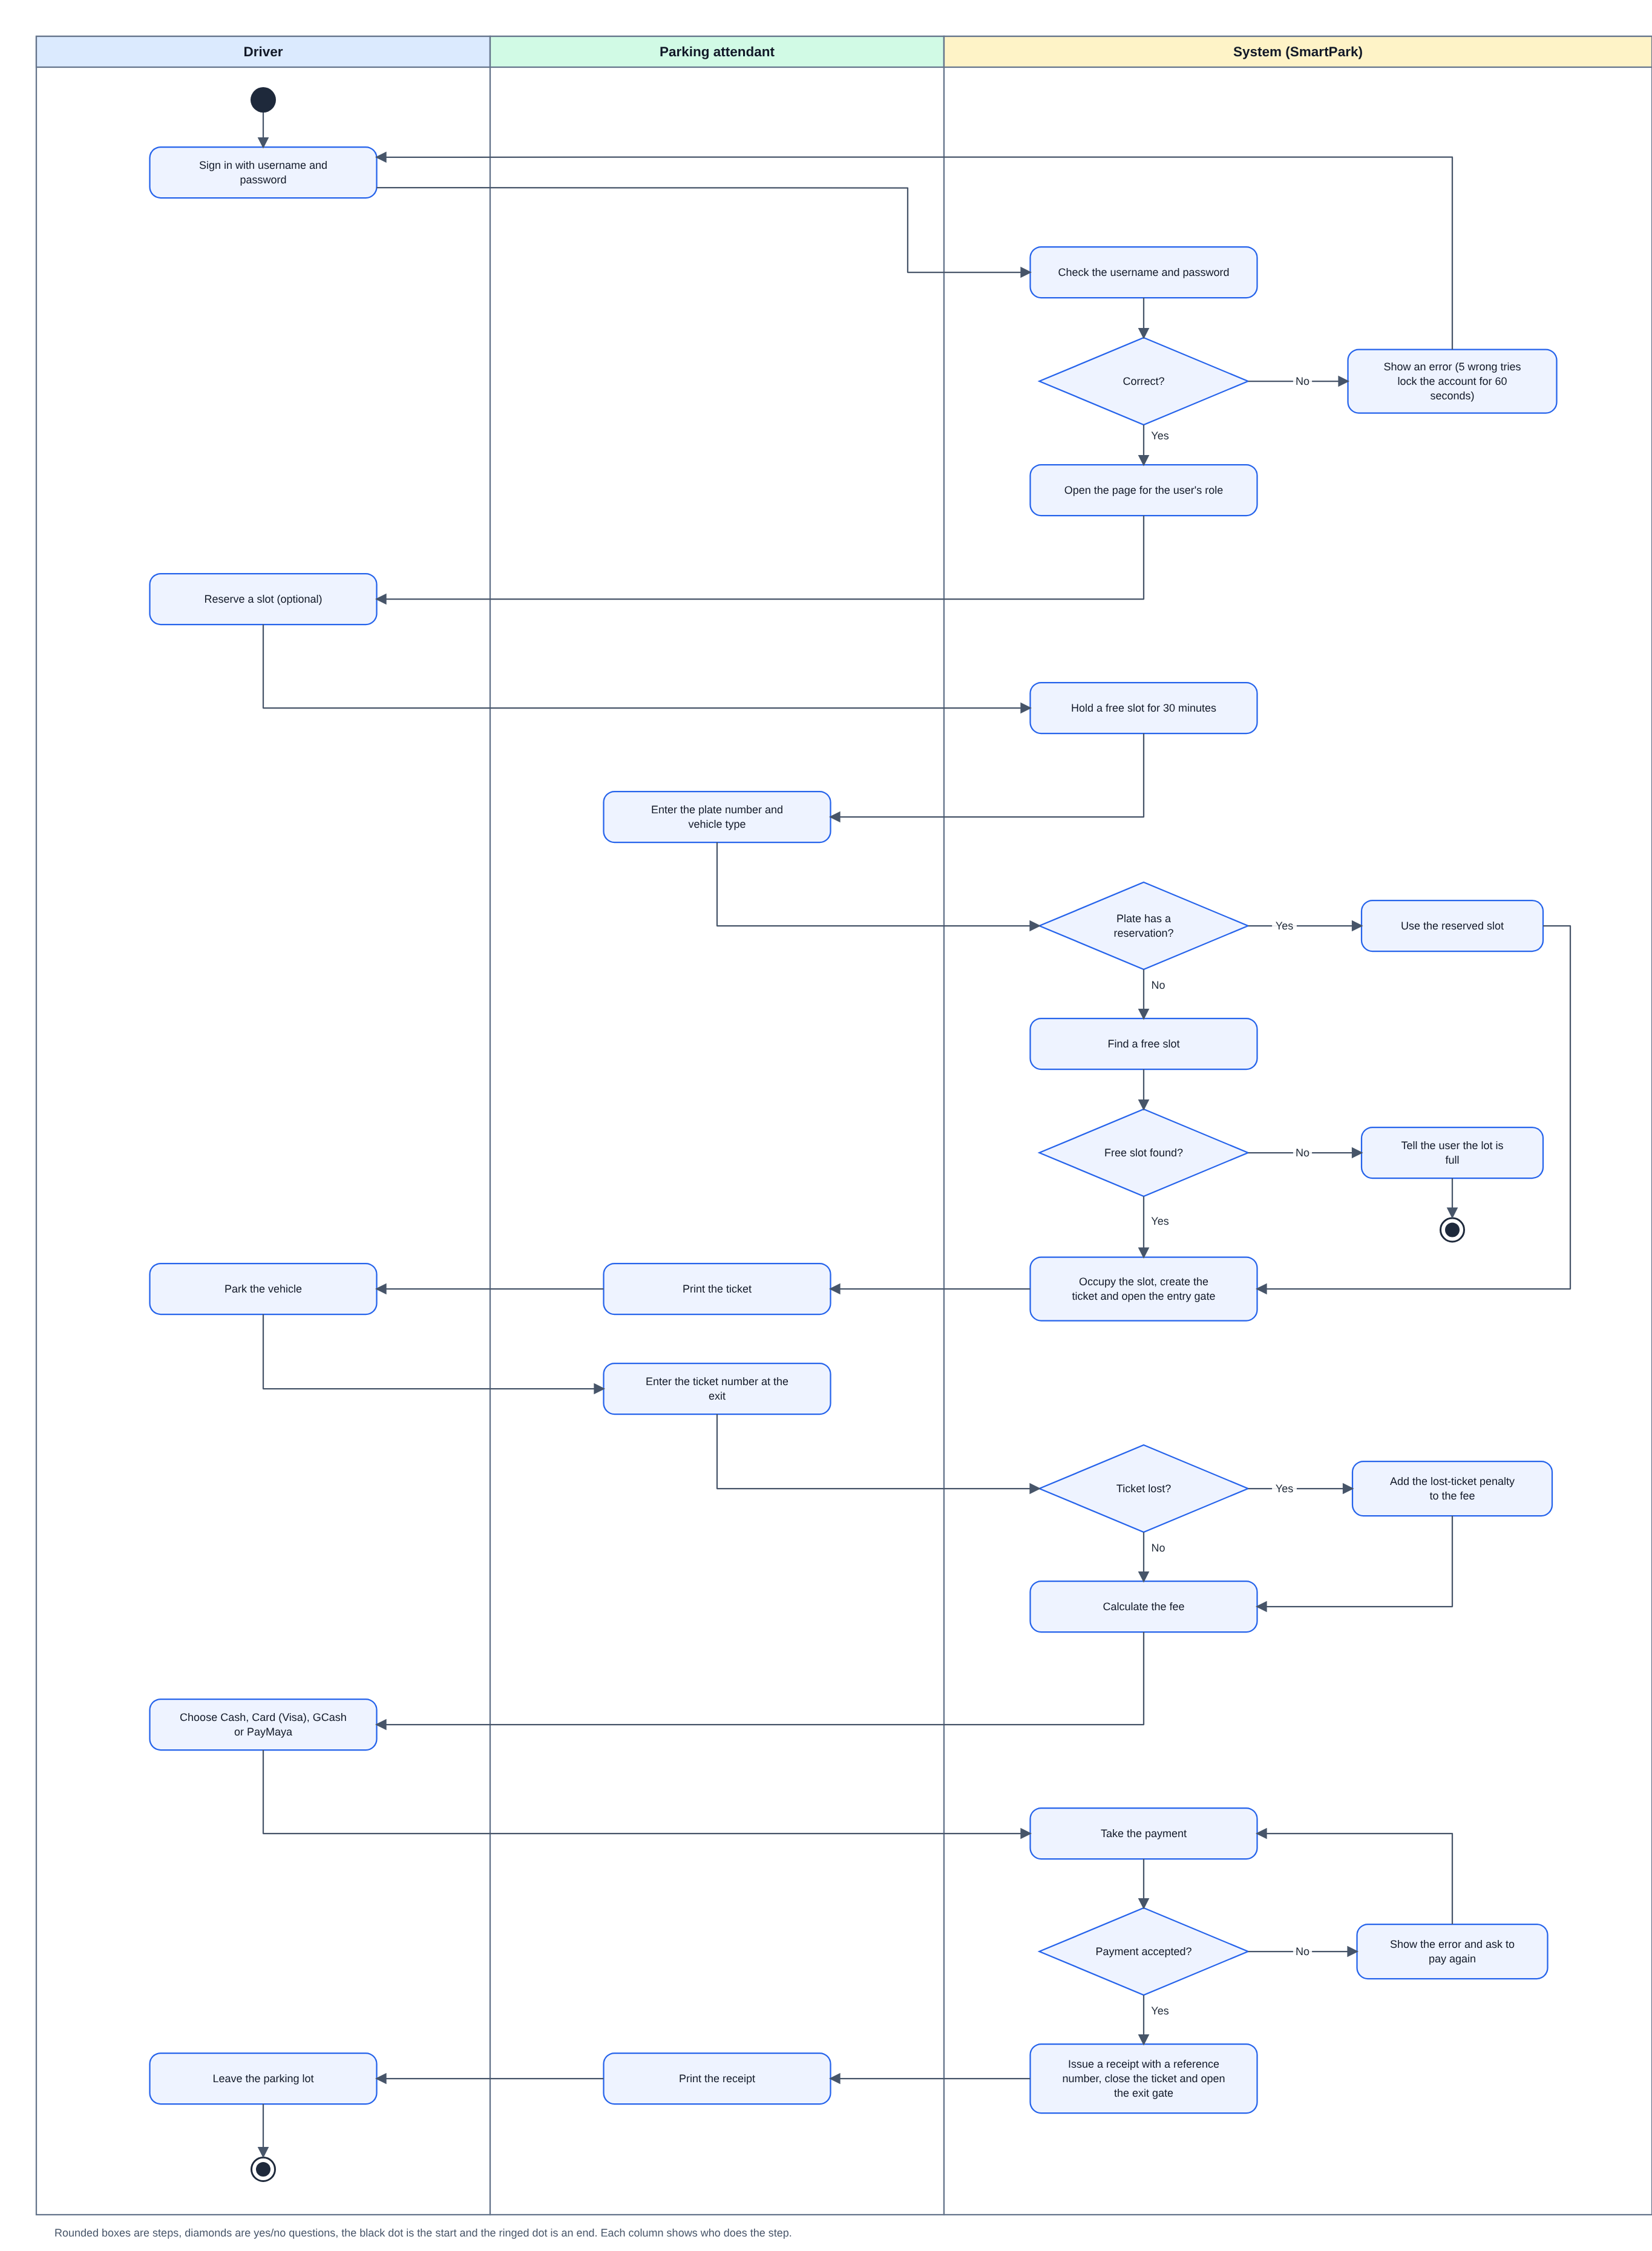 Driver
Parking attendant
System (SmartPark)
Sign in with username and
password
Check the username and password
Correct?
No
Show an error (5 wrong tries
lock the account for 60
seconds)
Yes
Open the page for the user's role
Reserve a slot (optional)
Hold a free slot for 30 minutes
Enter the plate number and
vehicle type
Plate has a
reservation?
Yes
Use the reserved slot
No
Find a free slot
Free slot found?
No
Tell the user the lot is
full
Yes
Park the vehicle
Print the ticket
Occupy the slot, create the
ticket and open the entry gate
Enter the ticket number at the
exit
Ticket lost?
Yes
Add the lost-ticket penalty
to the fee
No
Calculate the fee
Choose Cash, Card (Visa), GCash
or PayMaya
Take the payment
Payment accepted?
No
Show the error and ask to
pay again
Yes
Leave the parking lot
Print the receipt
Issue a receipt with a reference
number, close the ticket and open
the exit gate
Rounded boxes are steps, diamonds are yes/no questions, the black dot is the start and the ringed dot is an end. Each column shows who does the step.